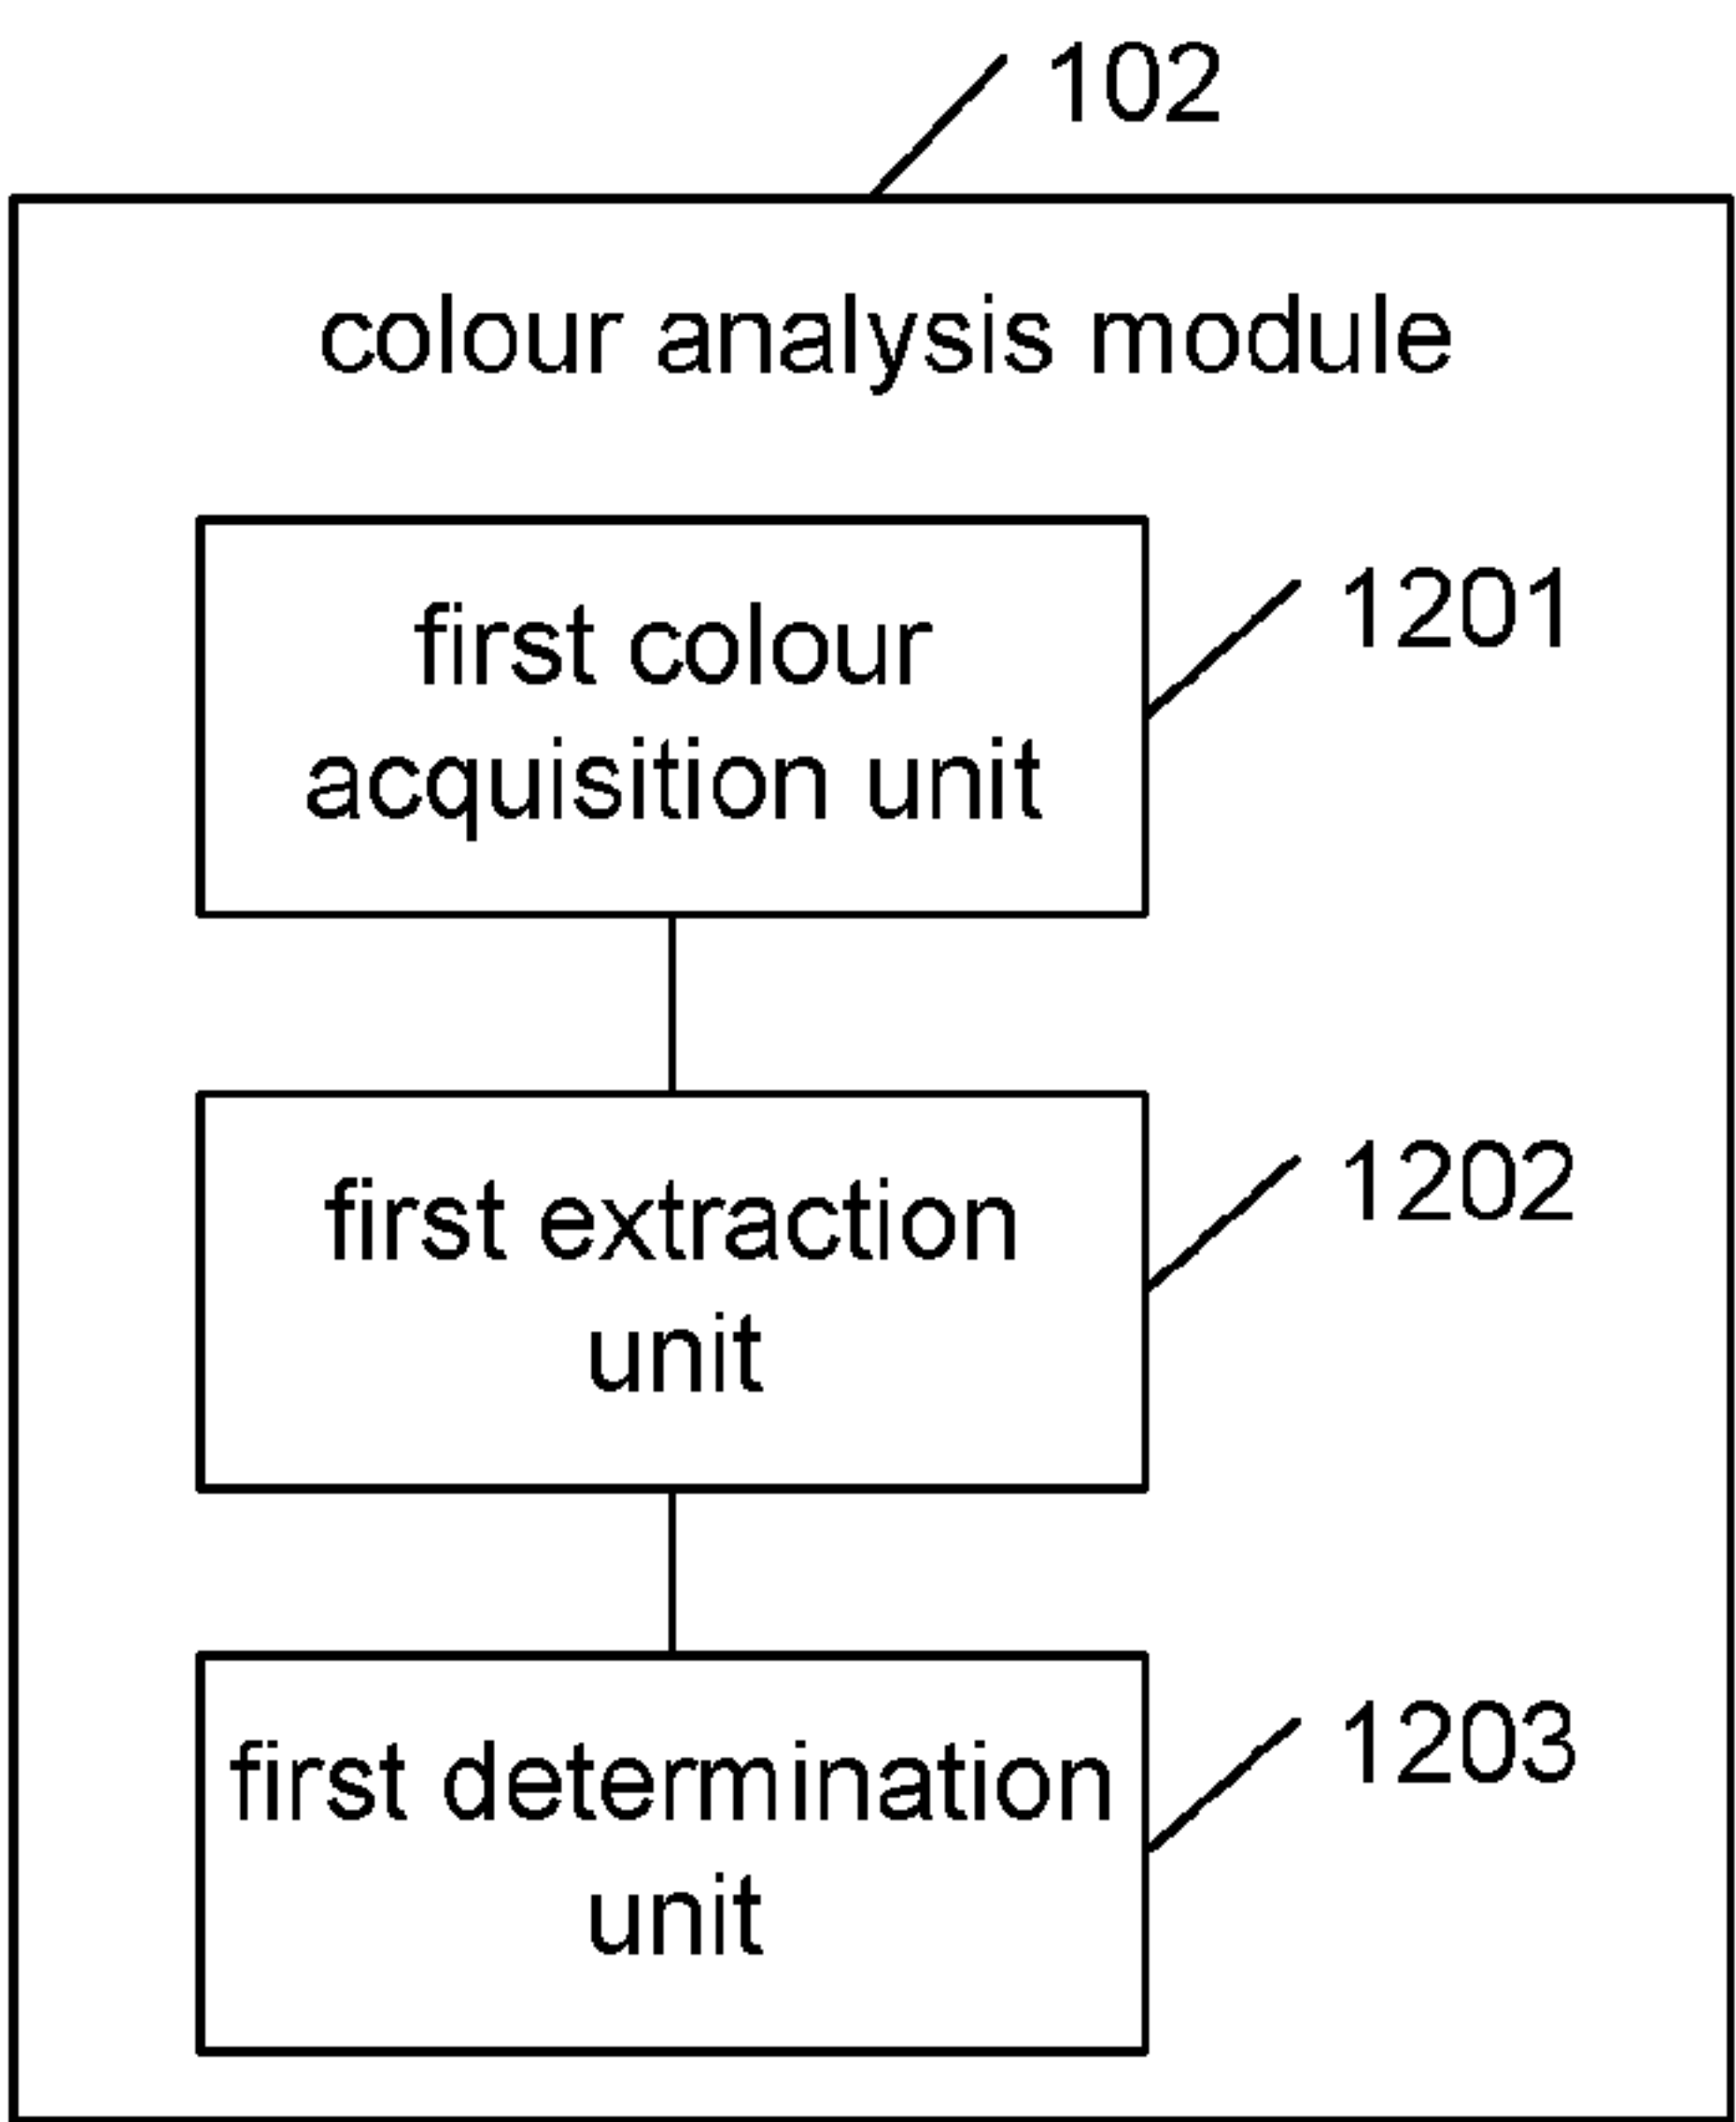 102
colour analysis module
first colour
acquisition unit
1201
first extraction
unit
1202
first determination
unit
1203